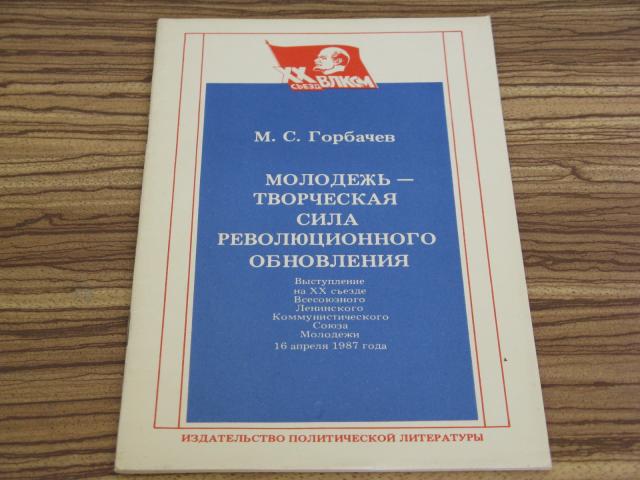 XX
СЪЕЗД ВЛКСМ
М. С. Горбачев
МОЛОДЕЖЬ —
ТВОРЧЕСКАЯ
СИЛА
РЕВОЛЮЦИОННОГО
ОБНОВЛЕНИЯ
Выступление
на XX съезде
Всесоюзного
Ленинского
Коммунистического
Союза
Молодежи
16 апреля 1987 года
ИЗДАТЕЛЬСТВО ПОЛИТИЧЕСКОЙ ЛИТЕРАТУРЫ